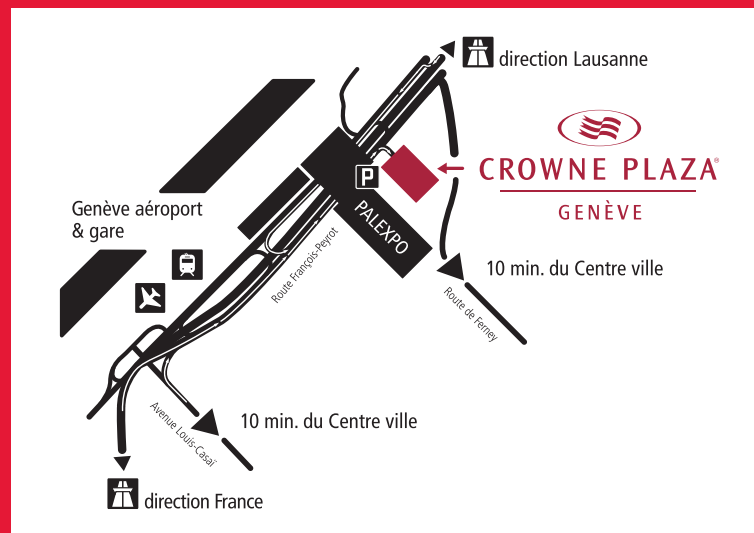 direction Lausanne
CROWNE PLAZA®
GENÈVE
P
PALEXPO
Genève aéroport
& gare
Route François-Peyrot
10 min. du Centre ville
Route de Ferney
Avenue Louis-Casaï
10 min. du Centre ville
direction France